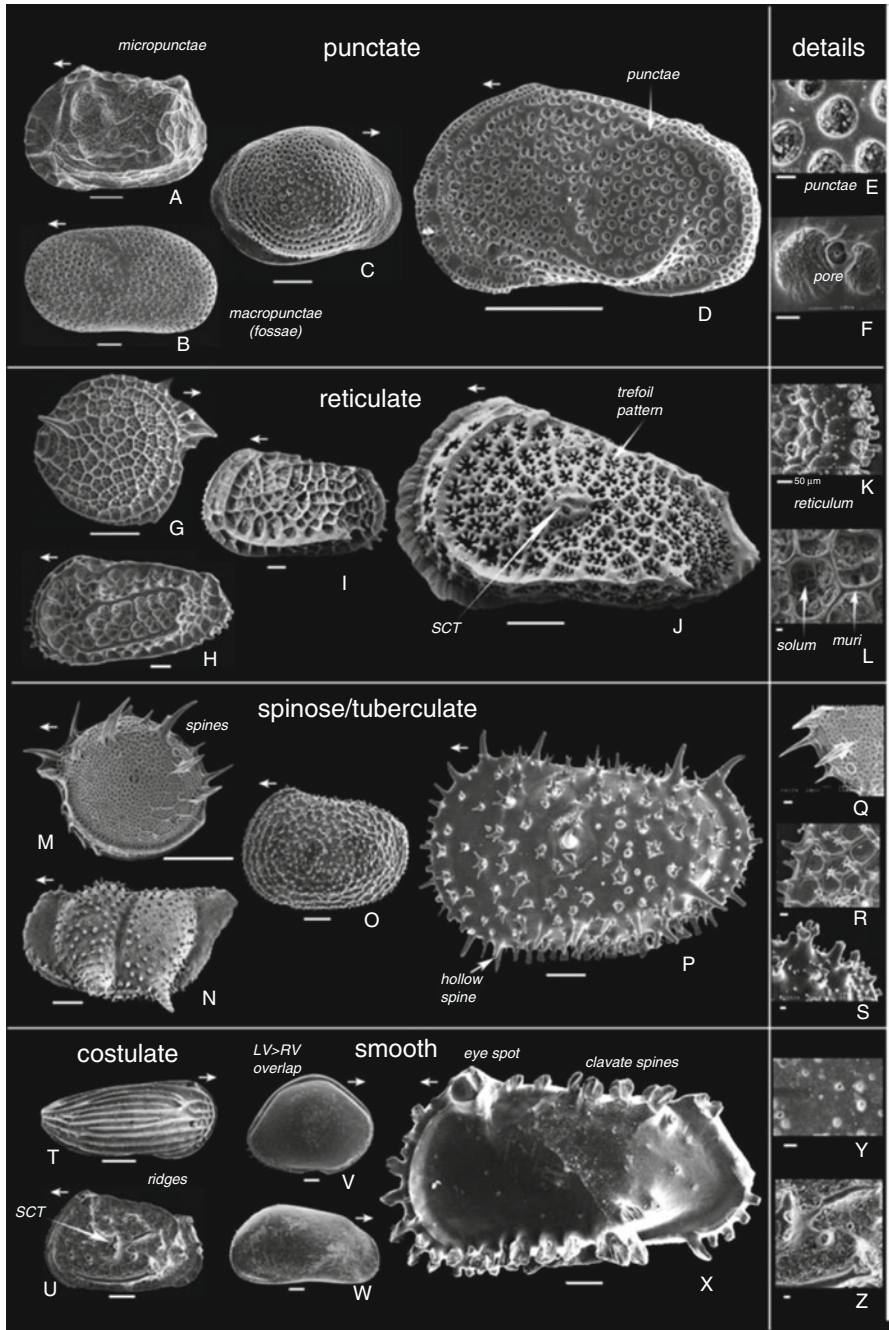 punctate
details
micropunctae
punctae
A
C
D
punctae
E
B
macropunctae
(fossae)
pore
F
reticulate
trefoil
pattern
G
I
J
SCT
H
50 µm
K
reticulum
solum
muri
L
spinose/tuberculate
spines
M
O
P
N
hollow
spine
Q
R
S
costulate
LV>RV
overlap
smooth
eye spot
clavate spines
T
V
ridges
SCT
U
W
X
Y
Z